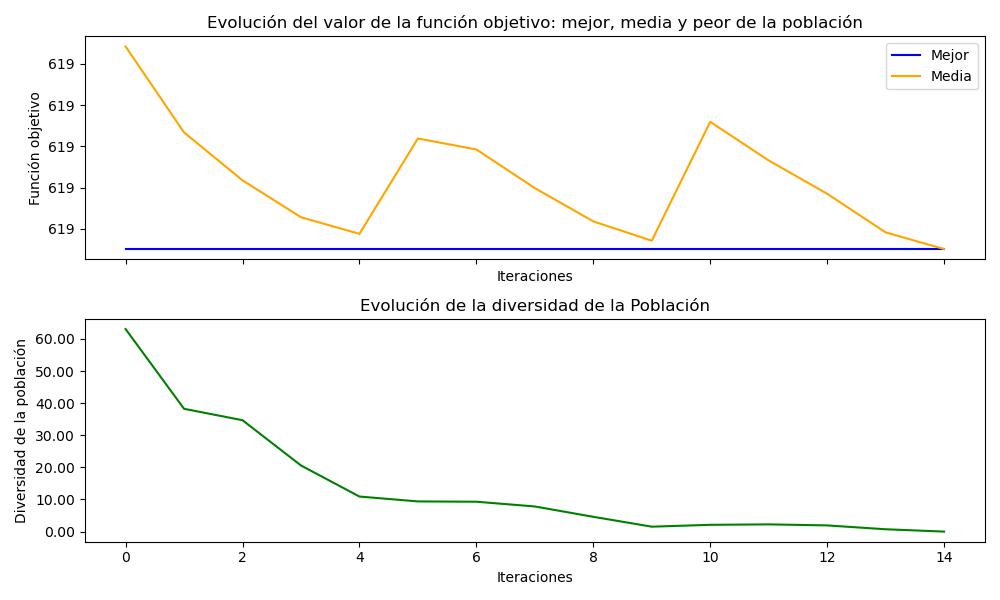 Evolución del valor de la función objetivo: mejor, media y peor de la población
Función objetivo
619
619
619
619
619
Mejor
Media
Iteraciones
Evolución de la diversidad de la Población
Diversidad de la población
60.00
50.00
40.00
30.00
20.00
10.00
0.00
0 2 4 6 8 10 12 14
Iteraciones